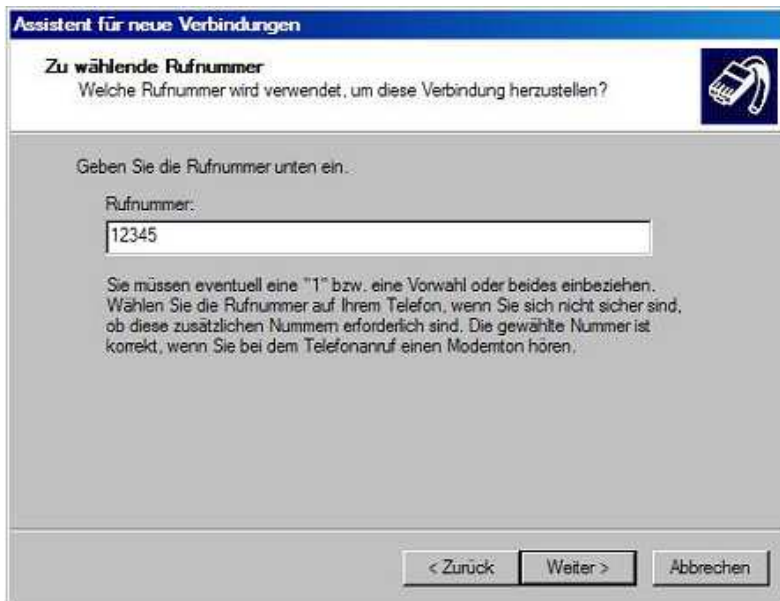 Assistent für neue Verbindungen
Zu wählende Rufnummer
Welche Rufnummer wird verwendet, um diese Verbindung herzustellen?
Geben Sie die Rufnummer unten ein.
Rufnummer:
12345
Sie müssen eventuell eine "1" bzw. eine Vorwahl oder beides einbeziehen.
Wählen Sie die Rufnummer auf Ihrem Telefon, wenn Sie sich nicht sicher sind,
ob diese zusätzlichen Nummern erforderlich sind. Die gewählte Nummer ist
korrekt, wenn Sie bei dem Telefonanruf einen Modemton hören.
< Zurück Weiter > Abbrechen